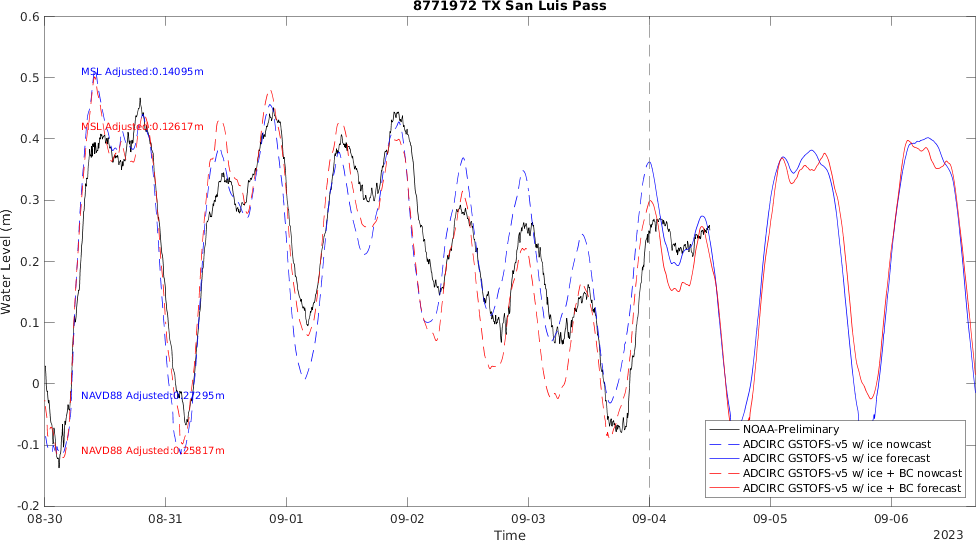 8771972 TX San Luis Pass
0.6
0.5
0.4
0.3
0.2
0.1
0
-0.1
-0.2
Water Level (m)
MSL Adjusted:0.14095m
MSL Adjusted:0.12617m
NAVD88 Adjusted:0.27295m
NAVD88 Adjusted:0.25817m
NOAA-Preliminary
ADCIRC GSTOFS-v5 w/ ice nowcast
ADCIRC GSTOFS-v5 w/ ice forecast
ADCIRC GSTOFS-v5 w/ ice + BC nowcast
ADCIRC GSTOFS-v5 w/ ice + BC forecast
08-30 08-31 09-01 09-02 09-03 09-04 09-05 09-06
Time
2023